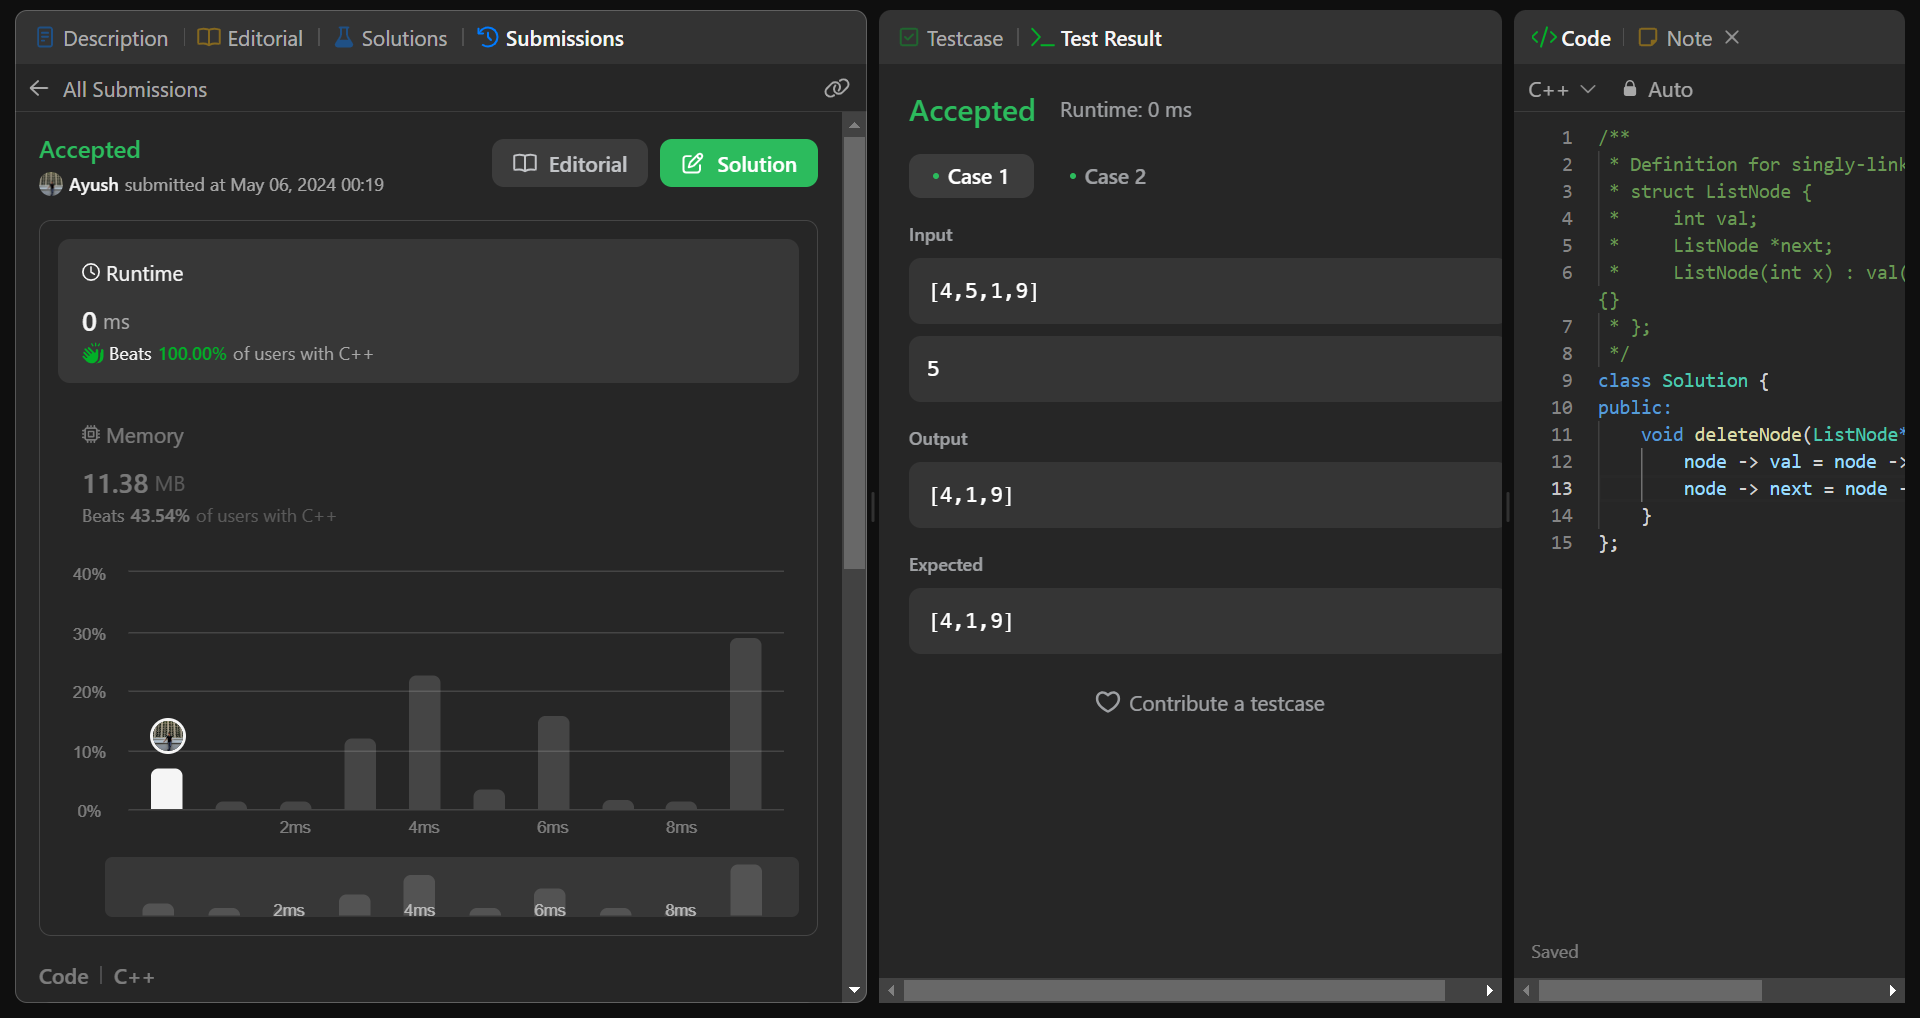 Description | Editorial | Solutions | Submissions
All Submissions
Accepted
Ayush submitted at May 06, 2024 00:19
Editorial
Solution
Runtime
0 ms
Beats 100.00% of users with C++
Memory
11.38 MB
Beats 43.54% of users with C++
40%
30%
20%
10%
0%
2ms 4ms 6ms 8ms
2ms 4ms 6ms 8ms
Code | C++
Testcase | Test Result
Accepted Runtime: 0 ms
• Case 1 • Case 2
Input
[4,5,1,9]
5
Output
[4,1,9]
Expected
[4,1,9]
Contribute a testcase
</> Code | Note
C++ Auto
1 /**
2 * Definition for singly-link
3 * struct ListNode {
4 *     int val;
5 *     ListNode *next;
6 *     ListNode(int x) : val(
{}
7 * };
8 */
9 class Solution {
10 public:
11     void deleteNode(ListNode*
12         node -> val = node ->
13         node -> next = node -
14     }
15 };
Saved